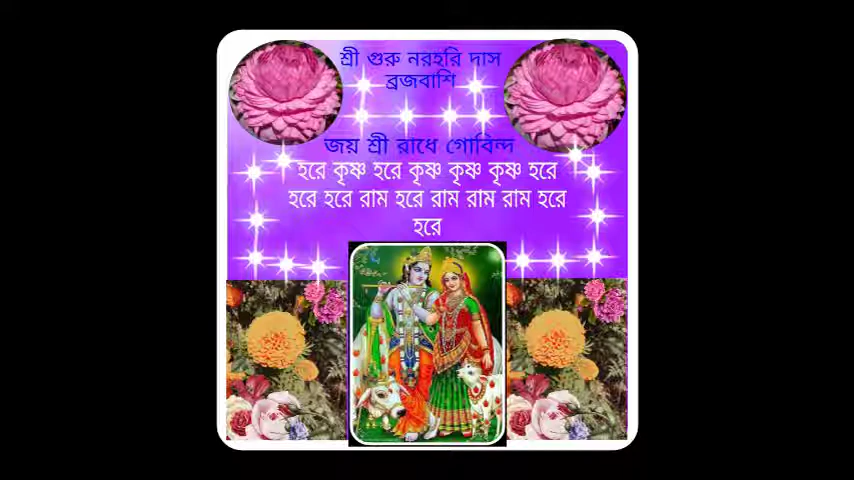 শ্রী গুরু নরহরি দাস
ব্রজবাশি
জয় শ্রী রাধে গোবিন্দ
হরে কৃষ্ণ হরে কৃষ্ণ কৃষ্ণ কৃষ্ণ হরে
হরে হরে রাম হরে রাম রাম রাম হরে
হরে